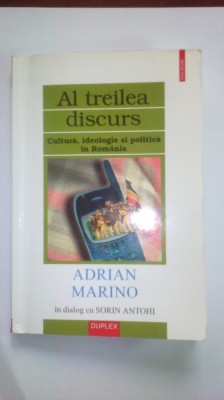 Al treilea
discurs
Cultură, ideologie și politică
în România
ADRIAN
MARINO
în dialog cu SORIN ANTOHI
DUPLEX